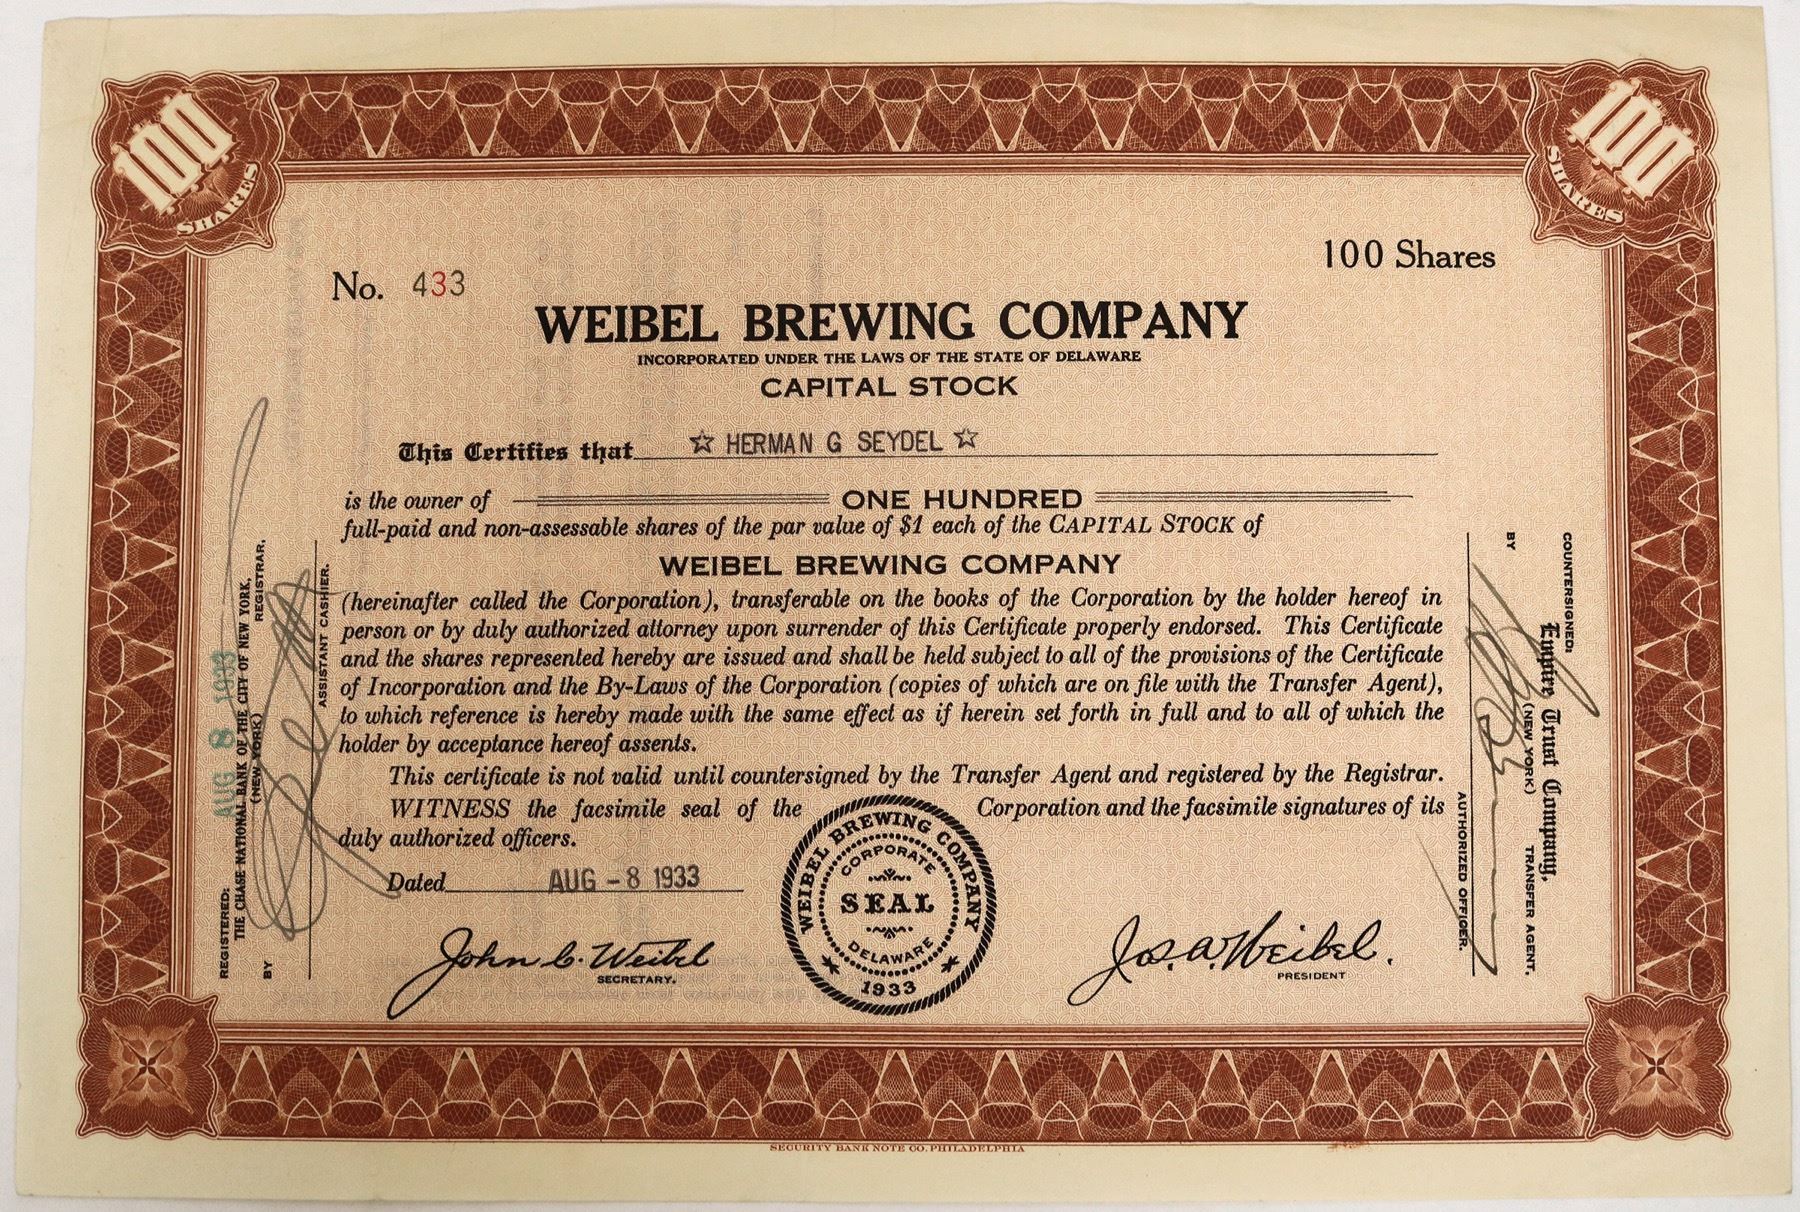 100
SHARES
100
SHARES
100 Shares
No. 433
WEIBEL BREWING COMPANY
INCORPORATED UNDER THE LAWS OF THE STATE OF DELAWARE
CAPITAL STOCK
This Certifies that ☆ HERMAN G SEYDEL ☆
is the owner of ONE HUNDRED
full-paid and non-assessable shares of the par value of $1 each of the CAPITAL STOCK of
WEIBEL BREWING COMPANY
(hereinafter called the Corporation), transferable on the books of the Corporation by the holder hereof in
person or by duly authorized attorney upon surrender of this Certificate properly endorsed. This Certificate
and the shares represented hereby are issued and shall be held subject to all of the provisions of the Certificate
of Incorporation and the By-Laws of the Corporation (copies of which are on file with the Transfer Agent),
to which reference is hereby made with the same effect as if herein set forth in full and to all of which the
holder by acceptance hereof assents.
This certificate is not valid until countersigned by the Transfer Agent and registered by the Registrar.
WITNESS the facsimile seal of the Corporation and the facsimile signatures of its
duly authorized officers.
Dated AUG - 8 1933
John C. Weibel
SECRETARY.
WEIBEL BREWING COMPANY
CORPORATE
SEAL
DELAWARE
1933
Jos. A. Weibel.
PRESIDENT
AUG 8 1933
REGISTERED:
THE CHASE NATIONAL BANK OF THE CITY OF NEW YORK,
(NEW YORK) REGISTRAR,
BY
ASSISTANT CASHIER.
COUNTERSIGNED:
Empire Trust Company,
(NEW YORK) TRANSFER AGENT,
BY
AUTHORIZED OFFICER.
SECURITY BANK NOTE CO. PHILADELPHIA